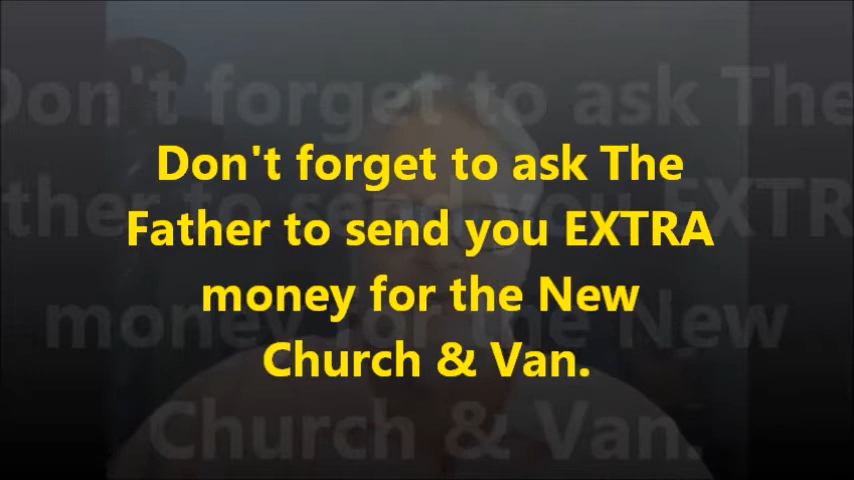 Don't forget to ask The
Father to send you EXTRA
money for the New
Church & Van.